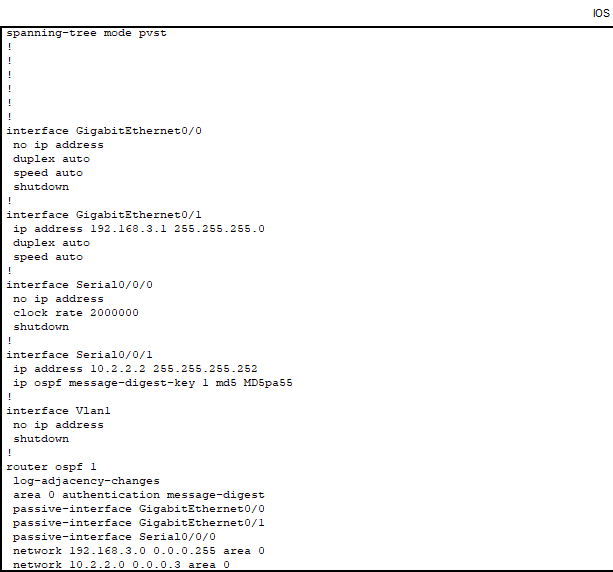 IOS
spanning-tree mode pvst
!
!
!
!
!
!
interface GigabitEthernet0/0
no ip address
duplex auto
speed auto
shutdown
!
interface GigabitEthernet0/1
ip address 192.168.3.1 255.255.255.0
duplex auto
speed auto
!
interface Serial0/0/0
no ip address
clock rate 2000000
shutdown
!
interface Serial0/0/1
ip address 10.2.2.2 255.255.255.252
ip ospf message-digest-key 1 md5 MD5pa55
!
interface Vlan1
no ip address
shutdown
!
router ospf 1
log-adjacency-changes
area 0 authentication message-digest
passive-interface GigabitEthernet0/0
passive-interface GigabitEthernet0/1
passive-interface Serial0/0/0
network 192.168.3.0 0.0.0.255 area 0
network 10.2.2.0 0.0.0.3 area 0